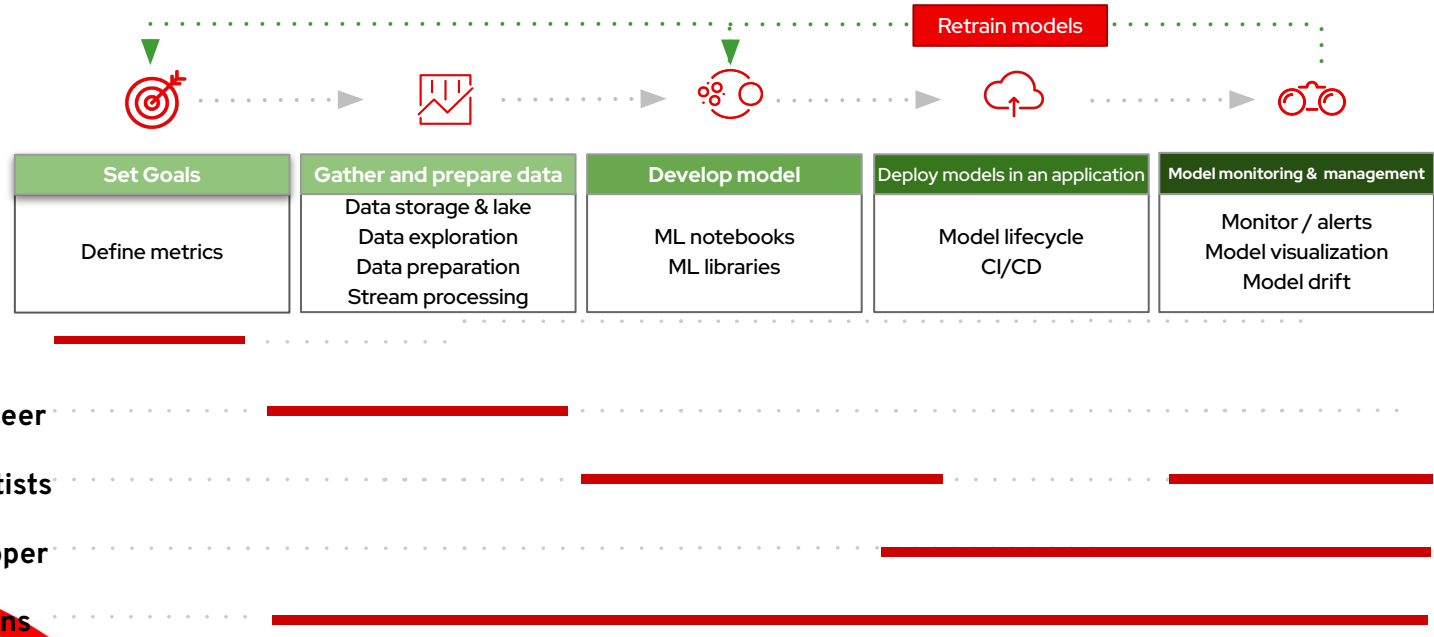 Retrain models
Set Goals
Gather and prepare data
Develop model
Deploy models in an application
Model monitoring & management
Define metrics
Data storage & lake
Data exploration
Data preparation
Stream processing
ML notebooks
ML libraries
Model lifecycle
CI/CD
Monitor / alerts
Model visualization
Model drift
eer
tists
per
ns